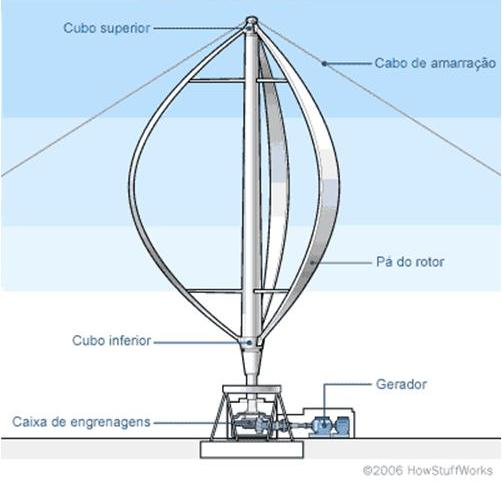 Cubo superior
Cabo de amarração
Pá do rotor
Cubo inferior
Gerador
Caixa de engrenagens
©2006 HowStuffWorks